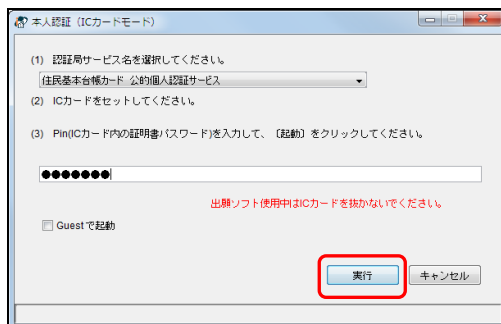 本人認証（ICカードモード）
(1) 認証局サービス名を選択してください。
住民基本台帳カード 公的個人認証サービス
(2) ICカードをセットしてください。
(3) Pin(ICカード内の証明書パスワード)を入力して、〔起動〕をクリックしてください。
●●●●●●●
出願ソフト使用中はICカードを抜かないでください。
Guestで起動
実行 キャンセル